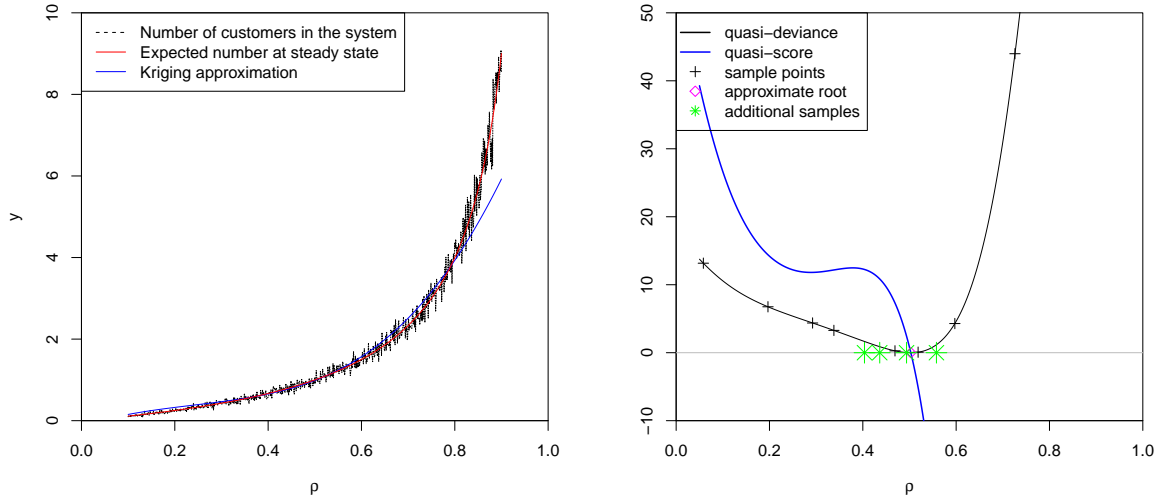 10
8
6
4
2
0
y
Number of customers in the system
Expected number at steady state
Kriging approximation
0.0 0.2 0.4 0.6 0.8 1.0
ρ
50
40
30
20
10
0
−10
quasi−deviance
quasi−score
sample points
approximate root
additional samples
0.0 0.2 0.4 0.6 0.8 1.0
ρ